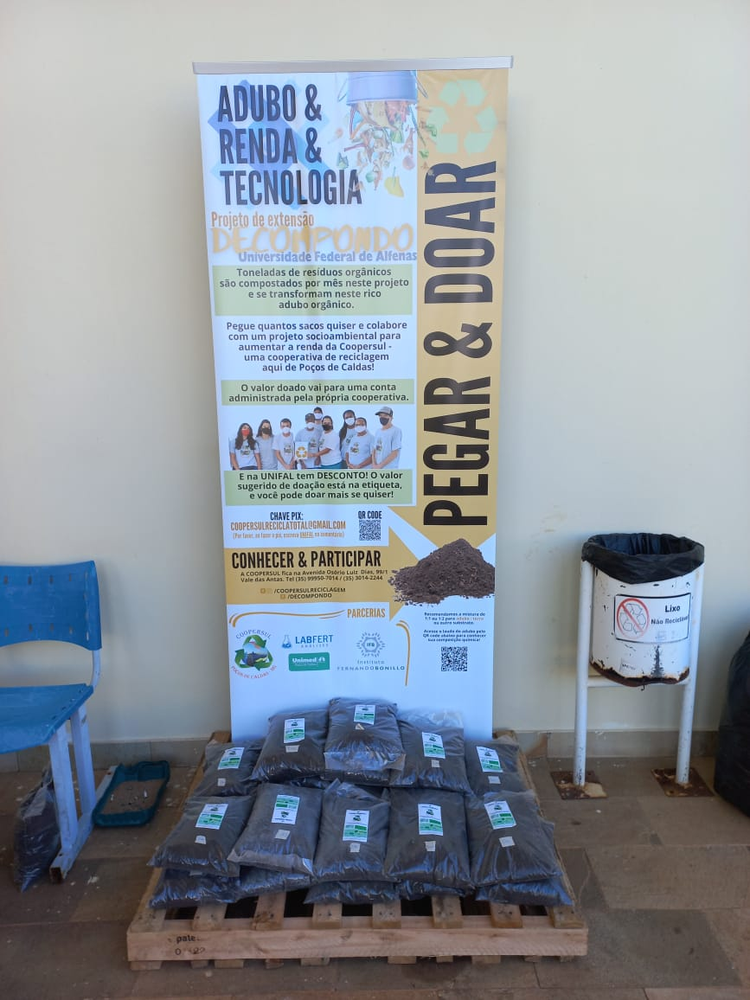 ADUBO &
RENDA &
TECNOLOGIA
Projeto de extensão
DECOMPONDO
Universidade Federal de Alfenas
Toneladas de resíduos orgânicos
são compostados por mês neste projeto
e se transformam neste rico
adubo orgânico.
Pegue quantos sacos quiser e colabore
com um projeto socioambiental para
aumentar a renda da Coopersul -
uma cooperativa de reciclagem
aqui de Poços de Caldas!
O valor doado vai para uma conta
administrada pela própria cooperativa.
E na UNIFAL tem DESCONTO! O valor
sugerido de doação está na etiqueta,
e você pode doar mais se quiser!
CHAVE PIX:
COOPERSULRECICLATOTAL@GMAIL.COM
(Por favor, ao fazer o pix, escreva UNIFAL no comentário)
QR CODE
PEGAR & DOAR
CONHECER & PARTICIPAR
A COOPERSUL fica na Avenida Osório Luiz Dias, 99/1
Vale das Antas. Tel (35) 99950-7014 / (35) 3014-2244
/COOPERSULRECICLAGEM
/DECOMPONDO
PARCERIAS
COOPERSUL
POÇOS DE CALDAS - MG
LABFERT
ANÁLISES
Unimed
IFB
Instituto
FERNANDO BONILLO
Recomendamos a mistura de
1:1 ou 1:2 para adubo : terra
ou outro substrato.
Acesse o laudo do adubo pelo
QR code abaixo para conhecer
sua composição química!
Lixo
Não Reciclável